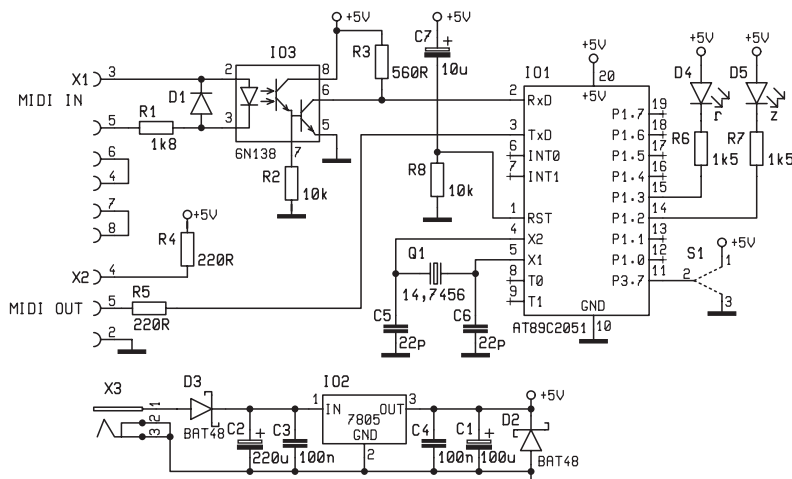 +5V
+5V
C7
+
10u
IO3
R3
560R
X1
3
MIDI IN
2
8
D1
6
R1
5
1k8
3
5
6N138
7
R2
10k
6
4
7
8
+5V
R4
220R
X2
4
MIDI OUT
5
R5
220R
2
R8
10k
IO1
+5V
20
+5V
2
RxD
3
TxD
6
INT0
7
INT1
1
RST
4
X2
5
X1
8
T0
9
T1
P1.7
19
P1.6
18
P1.5
17
P1.4
16
P1.3
15
P1.2
14
P1.1
13
P1.0
12
P3.7
11
GND
AT89C2051
10
+5V
D4
r
R6
1k5
+5V
D5
z
R7
1k5
S1
+5V
1
2
3
Q1
14,7456
C5
22p
C6
22p
X3
1
2
3
D3
BAT48
C2
+
220u
C3
100n
IO2
1
IN
7805
GND
OUT
3
2
C4
100n
C1
+
100u
+5V
D2
BAT48